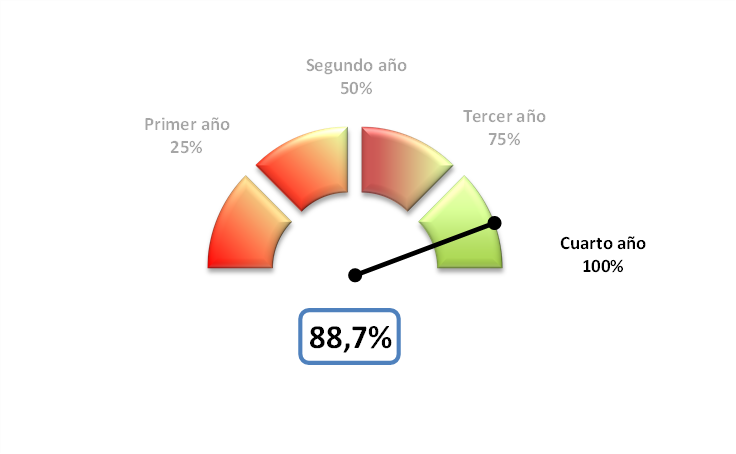 Segundo año
50%
Primer año
25%
Tercer año
75%
Cuarto año
100%
88,7%